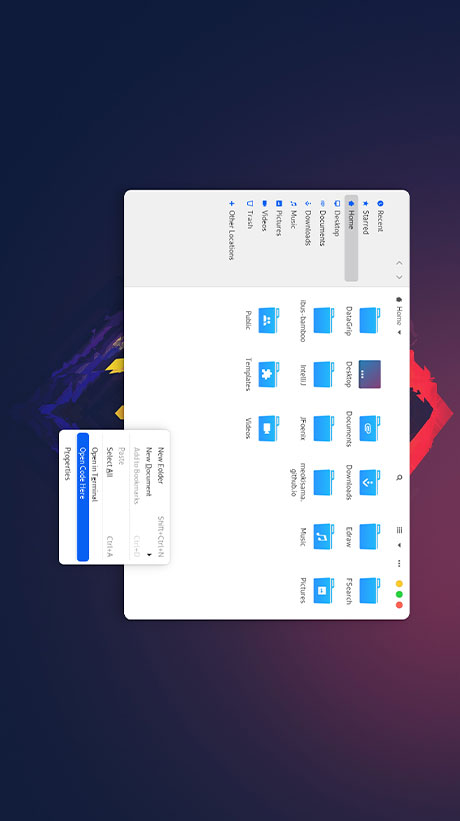 Recent
Starred
Home
Desktop
Documents
Downloads
Music
Pictures
Videos
Trash
Other Locations
Home
DataGrip
Desktop
Documents
Downloads
Edraw
FSearch
ibus-bamboo
IntelliJ
JFoenix
meokisama.
github.io
Music
Pictures
Public
Templates
Videos
New Folder Shift+Ctrl+N
New Document
Add to Bookmarks Ctrl+D
Paste
Select All Ctrl+A
Open in Terminal
Open Code Here
Properties